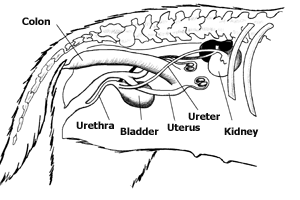 Colon
Ureter
Urethra
Bladder
Uterus
Kidney